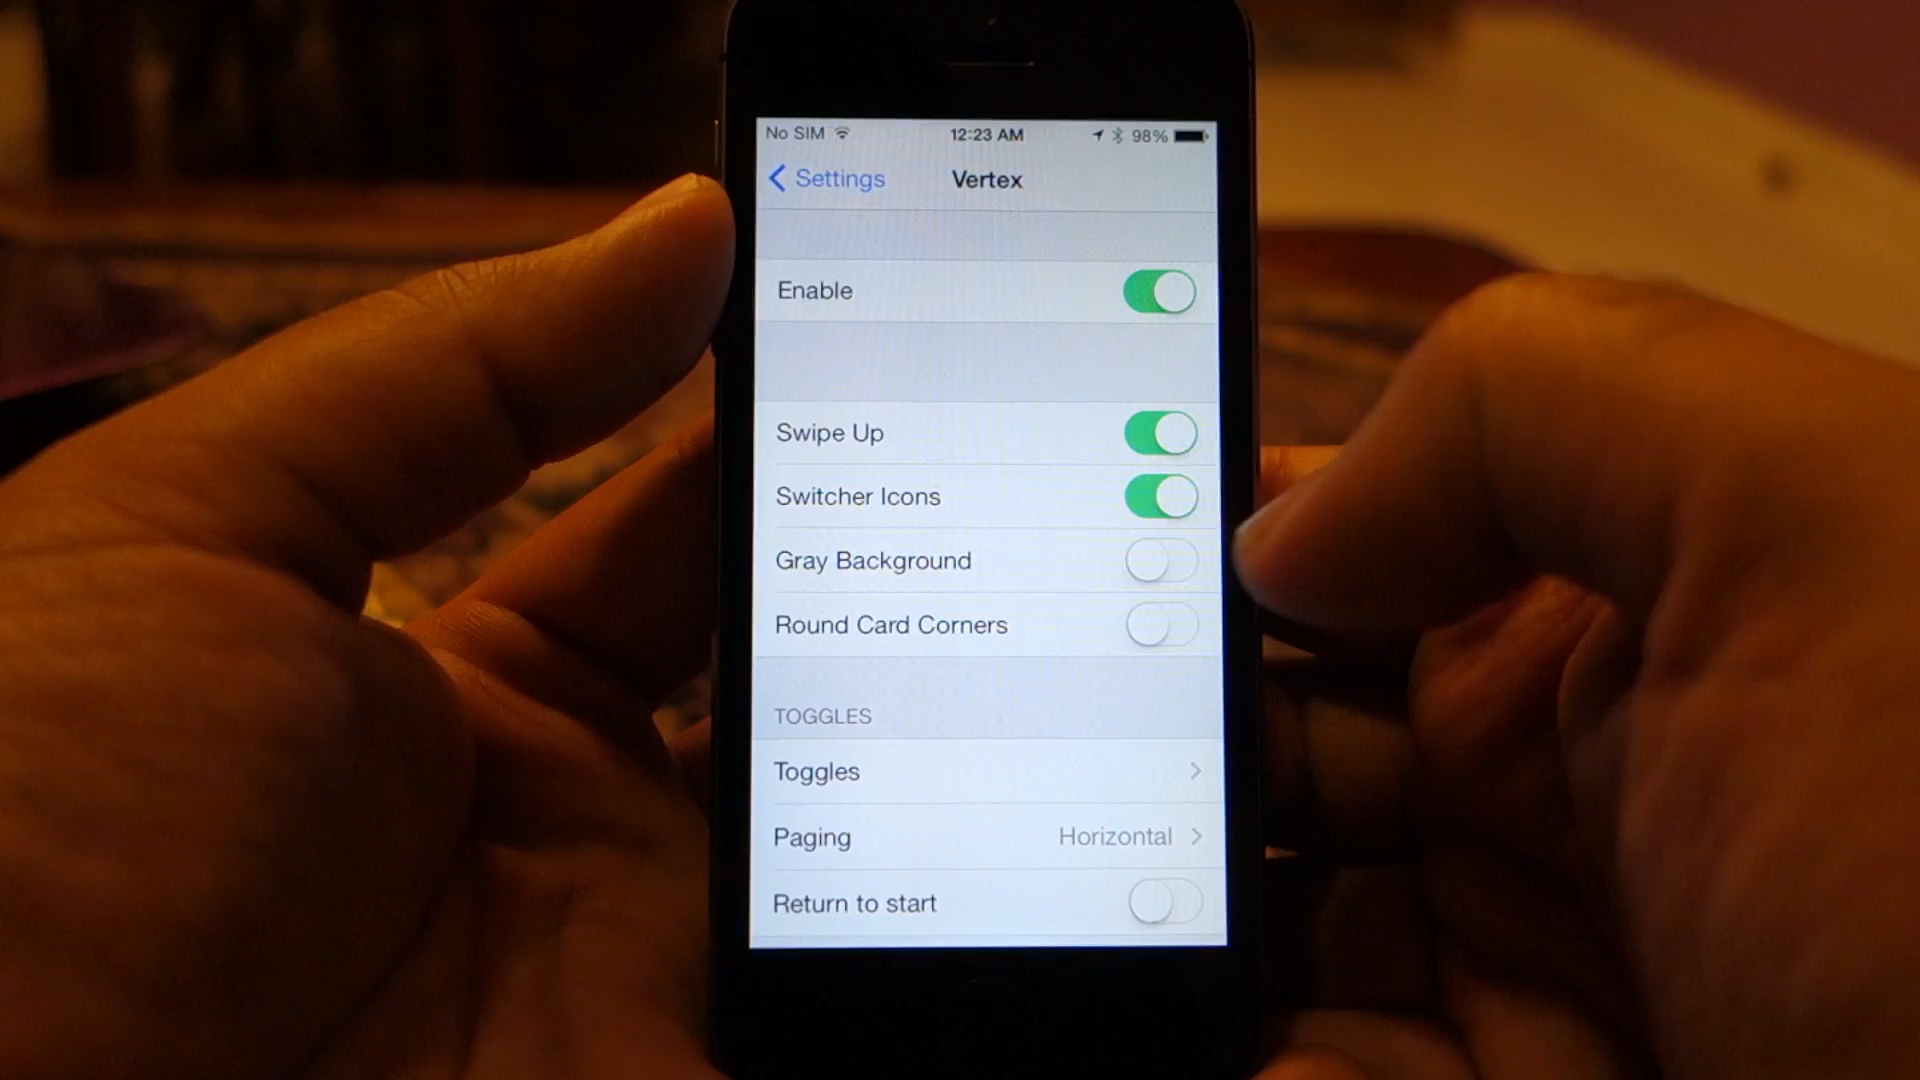 No SIM 12:23 AM 98%
Settings Vertex
Enable
Swipe Up
Switcher Icons
Gray Background
Round Card Corners
TOGGLES
Toggles
Paging Horizontal
Return to start